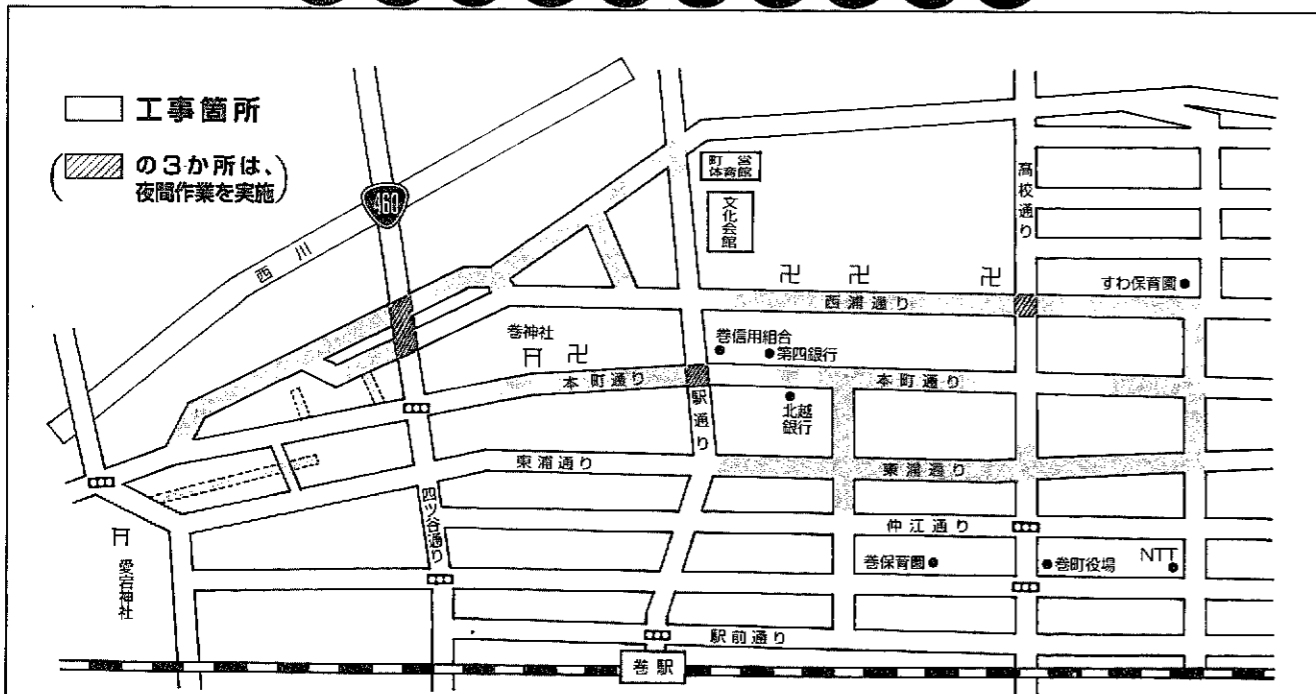 工事箇所
(の3か所は、
夜間作業を実施)
460
西川
町営
体育館
文化会館
高校通り
すわ保育園
西浦通り
巻神社
巻信用組合
第四銀行
本町通り
本町通り
駅通り
北越
銀行
東浦通り
東浦通り
四ツ谷通り
仲江通り
愛宕神社
巻保育園
巻町役場
NTT
駅前通り
巻駅